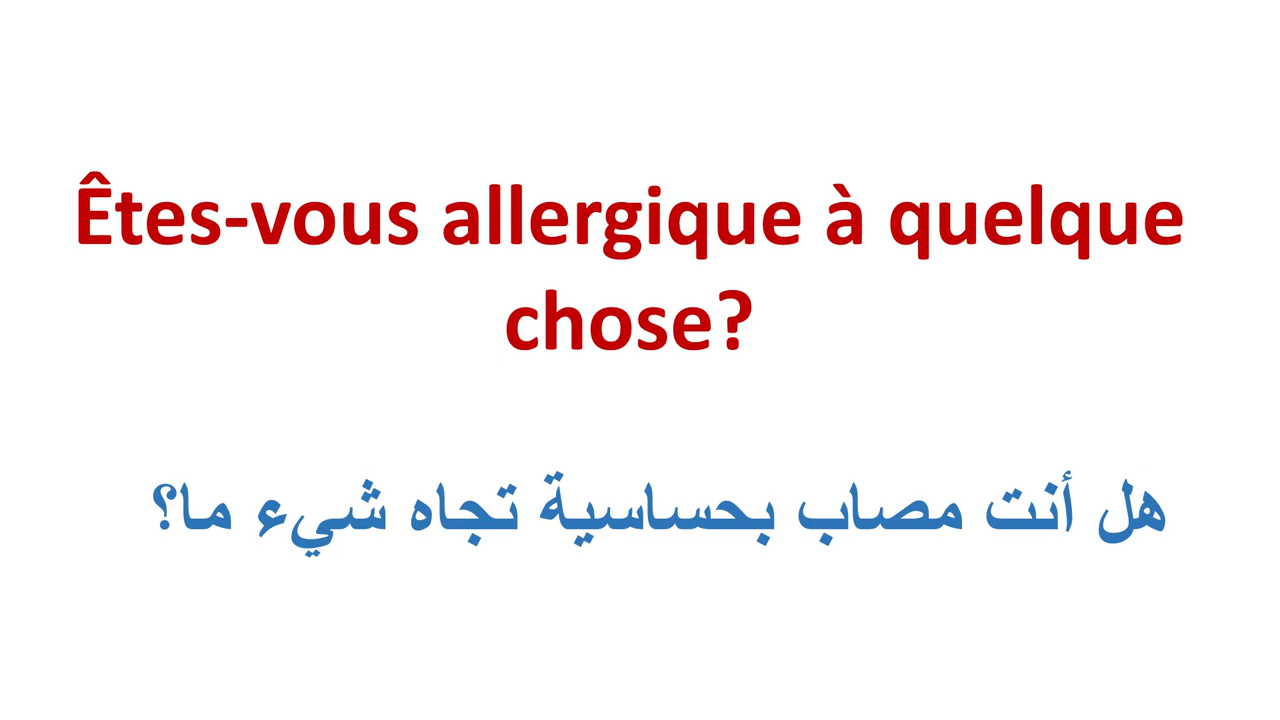 Êtes-vous allergique à quelque
chose?
هل أنت مصاب بحساسية تجاه شيء ما؟